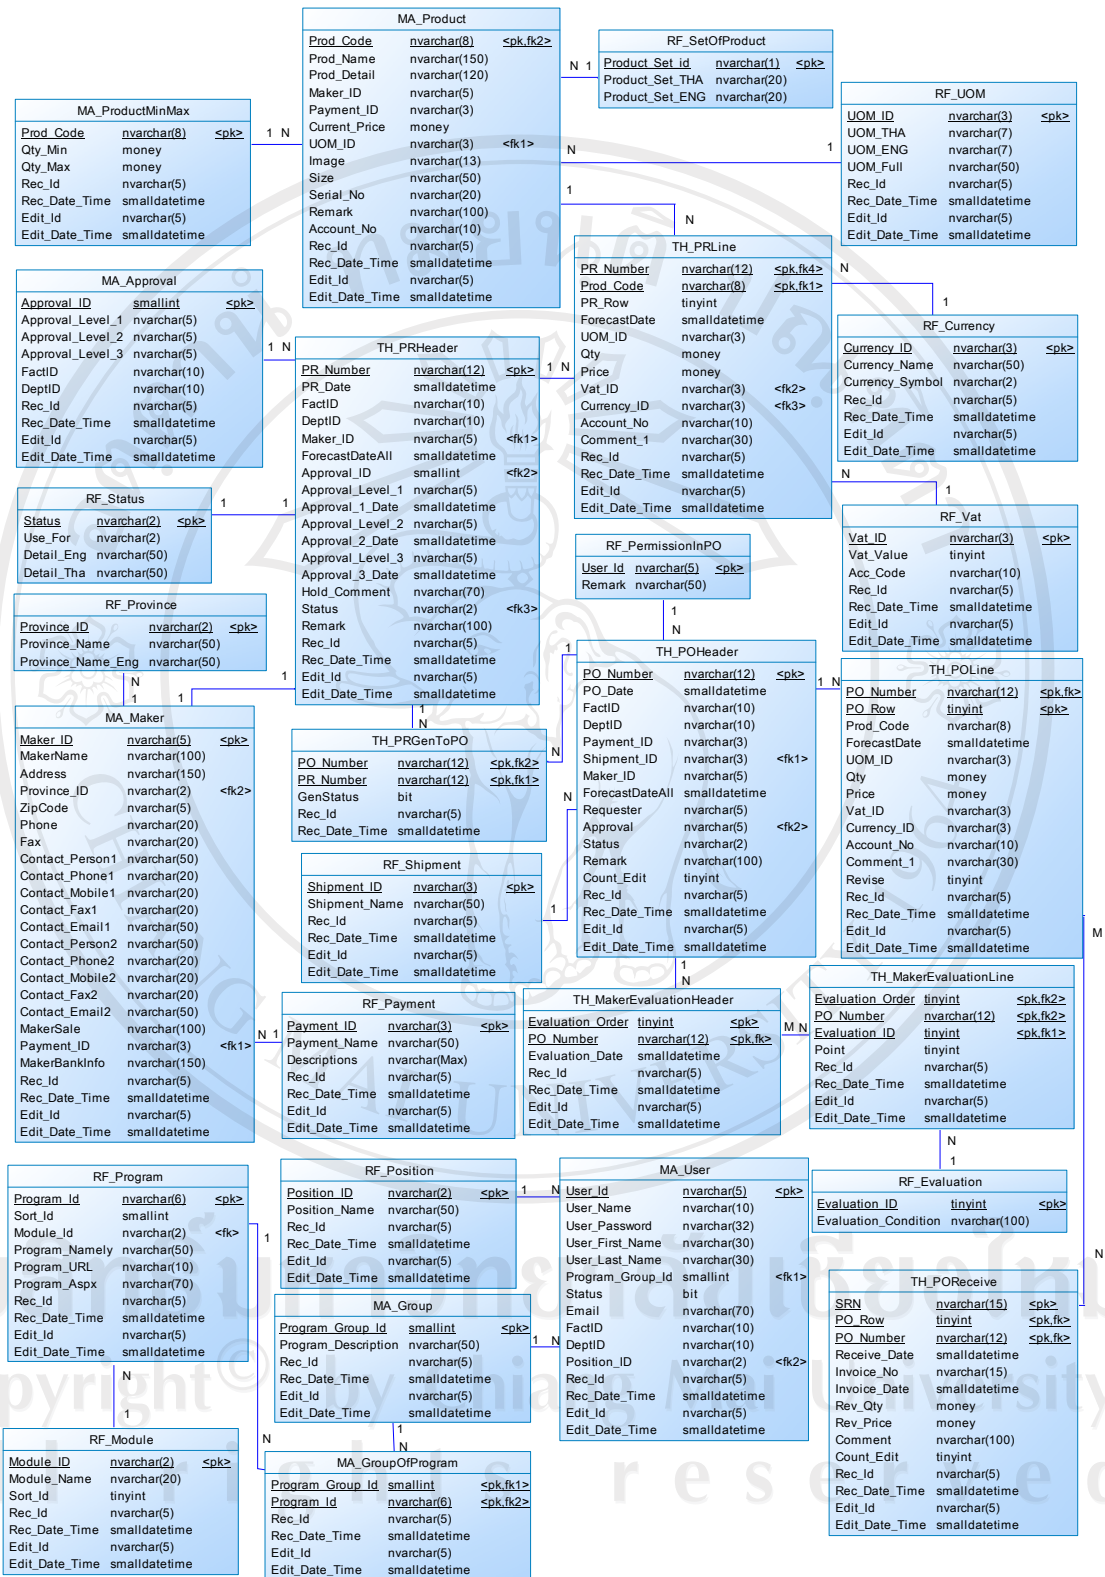 MA_Product
Prod_Code nvarchar(8) <pk,fk2>
Prod_Name nvarchar(150)
Prod_Detail nvarchar(120)
Maker_ID nvarchar(5)
Payment_ID nvarchar(3)
Current_Price money
UOM_ID nvarchar(3) <fk1>
Image nvarchar(13)
Size nvarchar(50)
Serial_No nvarchar(20)
Remark nvarchar(100)
Account_No nvarchar(10)
Rec_Id nvarchar(5)
Rec_Date_Time smalldatetime
Edit_Id nvarchar(5)
Edit_Date_Time smalldatetime
N 1
RF_SetOfProduct
Product_Set_id nvarchar(1) <pk>
Product_Set_THA nvarchar(20)
Product_Set_ENG nvarchar(20)
MA_ProductMinMax
Prod_Code nvarchar(8) <pk>
Qty_Min money
Qty_Max money
Rec_Id nvarchar(5)
Rec_Date_Time smalldatetime
Edit_Id nvarchar(5)
Edit_Date_Time smalldatetime
1 N
RF_UOM
UOM_ID nvarchar(3) <pk>
UOM_THA nvarchar(7)
UOM_ENG nvarchar(7)
UOM_Full nvarchar(50)
Rec_Id nvarchar(5)
Rec_Date_Time smalldatetime
Edit_Id nvarchar(5)
Edit_Date_Time smalldatetime
N 1
1
N
TH_PRLine
PR_Number nvarchar(12) <pk,fk4>
Prod_Code nvarchar(8) <pk,fk1>
PR_Row tinyint
ForecastDate smalldatetime
UOM_ID nvarchar(3)
Qty money
Price money
Vat_ID nvarchar(3) <fk2>
Currency_ID nvarchar(3) <fk3>
Account_No nvarchar(10)
Comment_1 nvarchar(30)
Rec_Id nvarchar(5)
Rec_Date_Time smalldatetime
Edit_Id nvarchar(5)
Edit_Date_Time smalldatetime
N
1
MA_Approval
Approval_ID smallint <pk>
Approval_Level_1 nvarchar(5)
Approval_Level_2 nvarchar(5)
Approval_Level_3 nvarchar(5)
FactID nvarchar(10)
DeptID nvarchar(10)
Rec_Id nvarchar(5)
Rec_Date_Time smalldatetime
Edit_Id nvarchar(5)
Edit_Date_Time smalldatetime
1 N
TH_PRHeader
PR_Number nvarchar(12) <pk>
PR_Date smalldatetime
FactID nvarchar(10)
DeptID nvarchar(10)
Maker_ID nvarchar(5) <fk1>
ForecastDateAll smalldatetime
Approval_ID smallint <fk2>
Approval_Level_1 nvarchar(5)
Approval_1_Date smalldatetime
Approval_Level_2 nvarchar(5)
Approval_2_Date smalldatetime
Approval_Level_3 nvarchar(5)
Approval_3_Date smalldatetime
Hold_Comment nvarchar(70)
Status nvarchar(2) <fk3>
Remark nvarchar(100)
Rec_Id nvarchar(5)
Rec_Date_Time smalldatetime
Edit_Id nvarchar(5)
Edit_Date_Time smalldatetime
1 N
RF_Currency
Currency_ID nvarchar(3) <pk>
Currency_Name nvarchar(50)
Currency_Symbol nvarchar(2)
Rec_Id nvarchar(5)
Rec_Date_Time smalldatetime
Edit_Id nvarchar(5)
Edit_Date_Time smalldatetime
N
1
RF_Status
Status nvarchar(2) <pk>
Use_For nvarchar(2)
Detail_Eng nvarchar(50)
Detail_Tha nvarchar(50)
1 1
RF_Vat
Vat_ID nvarchar(3) <pk>
Vat_Value tinyint
Acc_Code nvarchar(10)
Rec_Id nvarchar(5)
Rec_Date_Time smalldatetime
Edit_Id nvarchar(5)
Edit_Date_Time smalldatetime
RF_PermissionInPO
User_Id nvarchar(5) <pk>
Remark nvarchar(50)
1
N
RF_Province
Province_ID nvarchar(2) <pk>
Province_Name nvarchar(50)
Province_Name_Eng nvarchar(50)
N
1
1
1
MA_Maker
Maker_ID nvarchar(5) <pk>
MakerName nvarchar(100)
Address nvarchar(150)
Province_ID nvarchar(2) <fk2>
ZipCode nvarchar(5)
Phone nvarchar(20)
Fax nvarchar(20)
Contact_Person1 nvarchar(50)
Contact_Phone1 nvarchar(20)
Contact_Mobile1 nvarchar(20)
Contact_Fax1 nvarchar(20)
Contact_Email1 nvarchar(50)
Contact_Person2 nvarchar(50)
Contact_Phone2 nvarchar(20)
Contact_Mobile2 nvarchar(20)
Contact_Fax2 nvarchar(20)
Contact_Email2 nvarchar(50)
MakerSale nvarchar(100)
Payment_ID nvarchar(3) <fk1>
MakerBankInfo nvarchar(150)
Rec_Id nvarchar(5)
Rec_Date_Time smalldatetime
Edit_Id nvarchar(5)
Edit_Date_Time smalldatetime
1
N
TH_PRGenToPO
PO_Number nvarchar(12) <pk,fk2>
PR_Number nvarchar(12) <pk,fk1>
GenStatus bit
Rec_Id nvarchar(5)
Rec_Date_Time smalldatetime
1
N
TH_POHeader
PO_Number nvarchar(12) <pk>
PO_Date smalldatetime
FactID nvarchar(10)
DeptID nvarchar(10)
Payment_ID nvarchar(3)
Shipment_ID nvarchar(3) <fk1>
Maker_ID nvarchar(5)
ForecastDateAll smalldatetime
Requester nvarchar(5)
Approval nvarchar(5) <fk2>
Status nvarchar(2)
Remark nvarchar(100)
Count_Edit tinyint
Rec_Id nvarchar(5)
Rec_Date_Time smalldatetime
Edit_Id nvarchar(5)
Edit_Date_Time smalldatetime
1 N
TH_POLine
PO_Number nvarchar(12) <pk,fk>
PO_Row tinyint <pk>
Prod_Code nvarchar(8)
ForecastDate smalldatetime
UOM_ID nvarchar(3)
Qty money
Price money
Vat_ID nvarchar(3)
Currency_ID nvarchar(3)
Account_No nvarchar(10)
Comment_1 nvarchar(30)
Revise tinyint
Rec_Id nvarchar(5)
Rec_Date_Time smalldatetime
Edit_Id nvarchar(5)
Edit_Date_Time smalldatetime
N
1
RF_Shipment
Shipment_ID nvarchar(3) <pk>
Shipment_Name nvarchar(50)
Rec_Id nvarchar(5)
Rec_Date_Time smalldatetime
Edit_Id nvarchar(5)
Edit_Date_Time smalldatetime
M
N
1
N
RF_Payment
Payment_ID nvarchar(3) <pk>
Payment_Name nvarchar(50)
Descriptions nvarchar(Max)
Rec_Id nvarchar(5)
Rec_Date_Time smalldatetime
Edit_Id nvarchar(5)
Edit_Date_Time smalldatetime
N 1
TH_MakerEvaluationHeader
Evaluation_Order tinyint <pk>
PO_Number nvarchar(12) <pk,fk>
Evaluation_Date smalldatetime
Rec_Id nvarchar(5)
Rec_Date_Time smalldatetime
Edit_Id nvarchar(5)
Edit_Date_Time smalldatetime
M N
TH_MakerEvaluationLine
Evaluation_Order tinyint <pk,fk2>
PO_Number nvarchar(12) <pk,fk2>
Evaluation_ID tinyint <pk,fk1>
Point tinyint
Rec_Id nvarchar(5)
Rec_Date_Time smalldatetime
Edit_Id nvarchar(5)
Edit_Date_Time smalldatetime
N
1
RF_Evaluation
Evaluation_ID tinyint <pk>
Evaluation_Condition nvarchar(100)
RF_Program
Program_Id nvarchar(6) <pk>
Sort_Id smallint
Module_Id nvarchar(2) <fk>
Program_Namely nvarchar(50)
Program_URL nvarchar(10)
Program_Aspx nvarchar(70)
Rec_Id nvarchar(5)
Rec_Date_Time smalldatetime
Edit_Id nvarchar(5)
Edit_Date_Time smalldatetime
1
N
RF_Position
Position_ID nvarchar(2) <pk>
Position_Name nvarchar(50)
Rec_Id nvarchar(5)
Rec_Date_Time smalldatetime
Edit_Id nvarchar(5)
Edit_Date_Time smalldatetime
1 N
MA_User
User_Id nvarchar(5) <pk>
User_Name nvarchar(10)
User_Password nvarchar(32)
User_First_Name nvarchar(30)
User_Last_Name nvarchar(30)
Program_Group_Id smallint <fk1>
Status bit
Email nvarchar(70)
FactID nvarchar(10)
DeptID nvarchar(10)
Position_ID nvarchar(2) <fk2>
Rec_Id nvarchar(5)
Rec_Date_Time smalldatetime
Edit_Id nvarchar(5)
Edit_Date_Time smalldatetime
MA_Group
Program_Group_Id smallint <pk>
Program_Description nvarchar(50)
Rec_Id nvarchar(5)
Rec_Date_Time smalldatetime
Edit_Id nvarchar(5)
Edit_Date_Time smalldatetime
1 N
1
N
TH_POReceive
SRN nvarchar(15) <pk>
PO_Row tinyint <pk,fk>
PO_Number nvarchar(12) <pk,fk>
Receive_Date smalldatetime
Invoice_No nvarchar(15)
Invoice_Date smalldatetime
Rev_Qty money
Rev_Price money
Comment nvarchar(100)
Count_Edit tinyint
Rec_Id nvarchar(5)
Rec_Date_Time smalldatetime
Edit_Id nvarchar(5)
Edit_Date_Time smalldatetime
N
1
RF_Module
Module_ID nvarchar(2) <pk>
Module_Name nvarchar(20)
Sort_Id tinyint
Rec_Id nvarchar(5)
Rec_Date_Time smalldatetime
Edit_Id nvarchar(5)
Edit_Date_Time smalldatetime
MA_GroupOfProgram
Program_Group_Id smallint <pk,fk1>
Program_Id nvarchar(6) <pk,fk2>
Rec_Id nvarchar(5)
Rec_Date_Time smalldatetime
Edit_Id nvarchar(5)
Edit_Date_Time smalldatetime